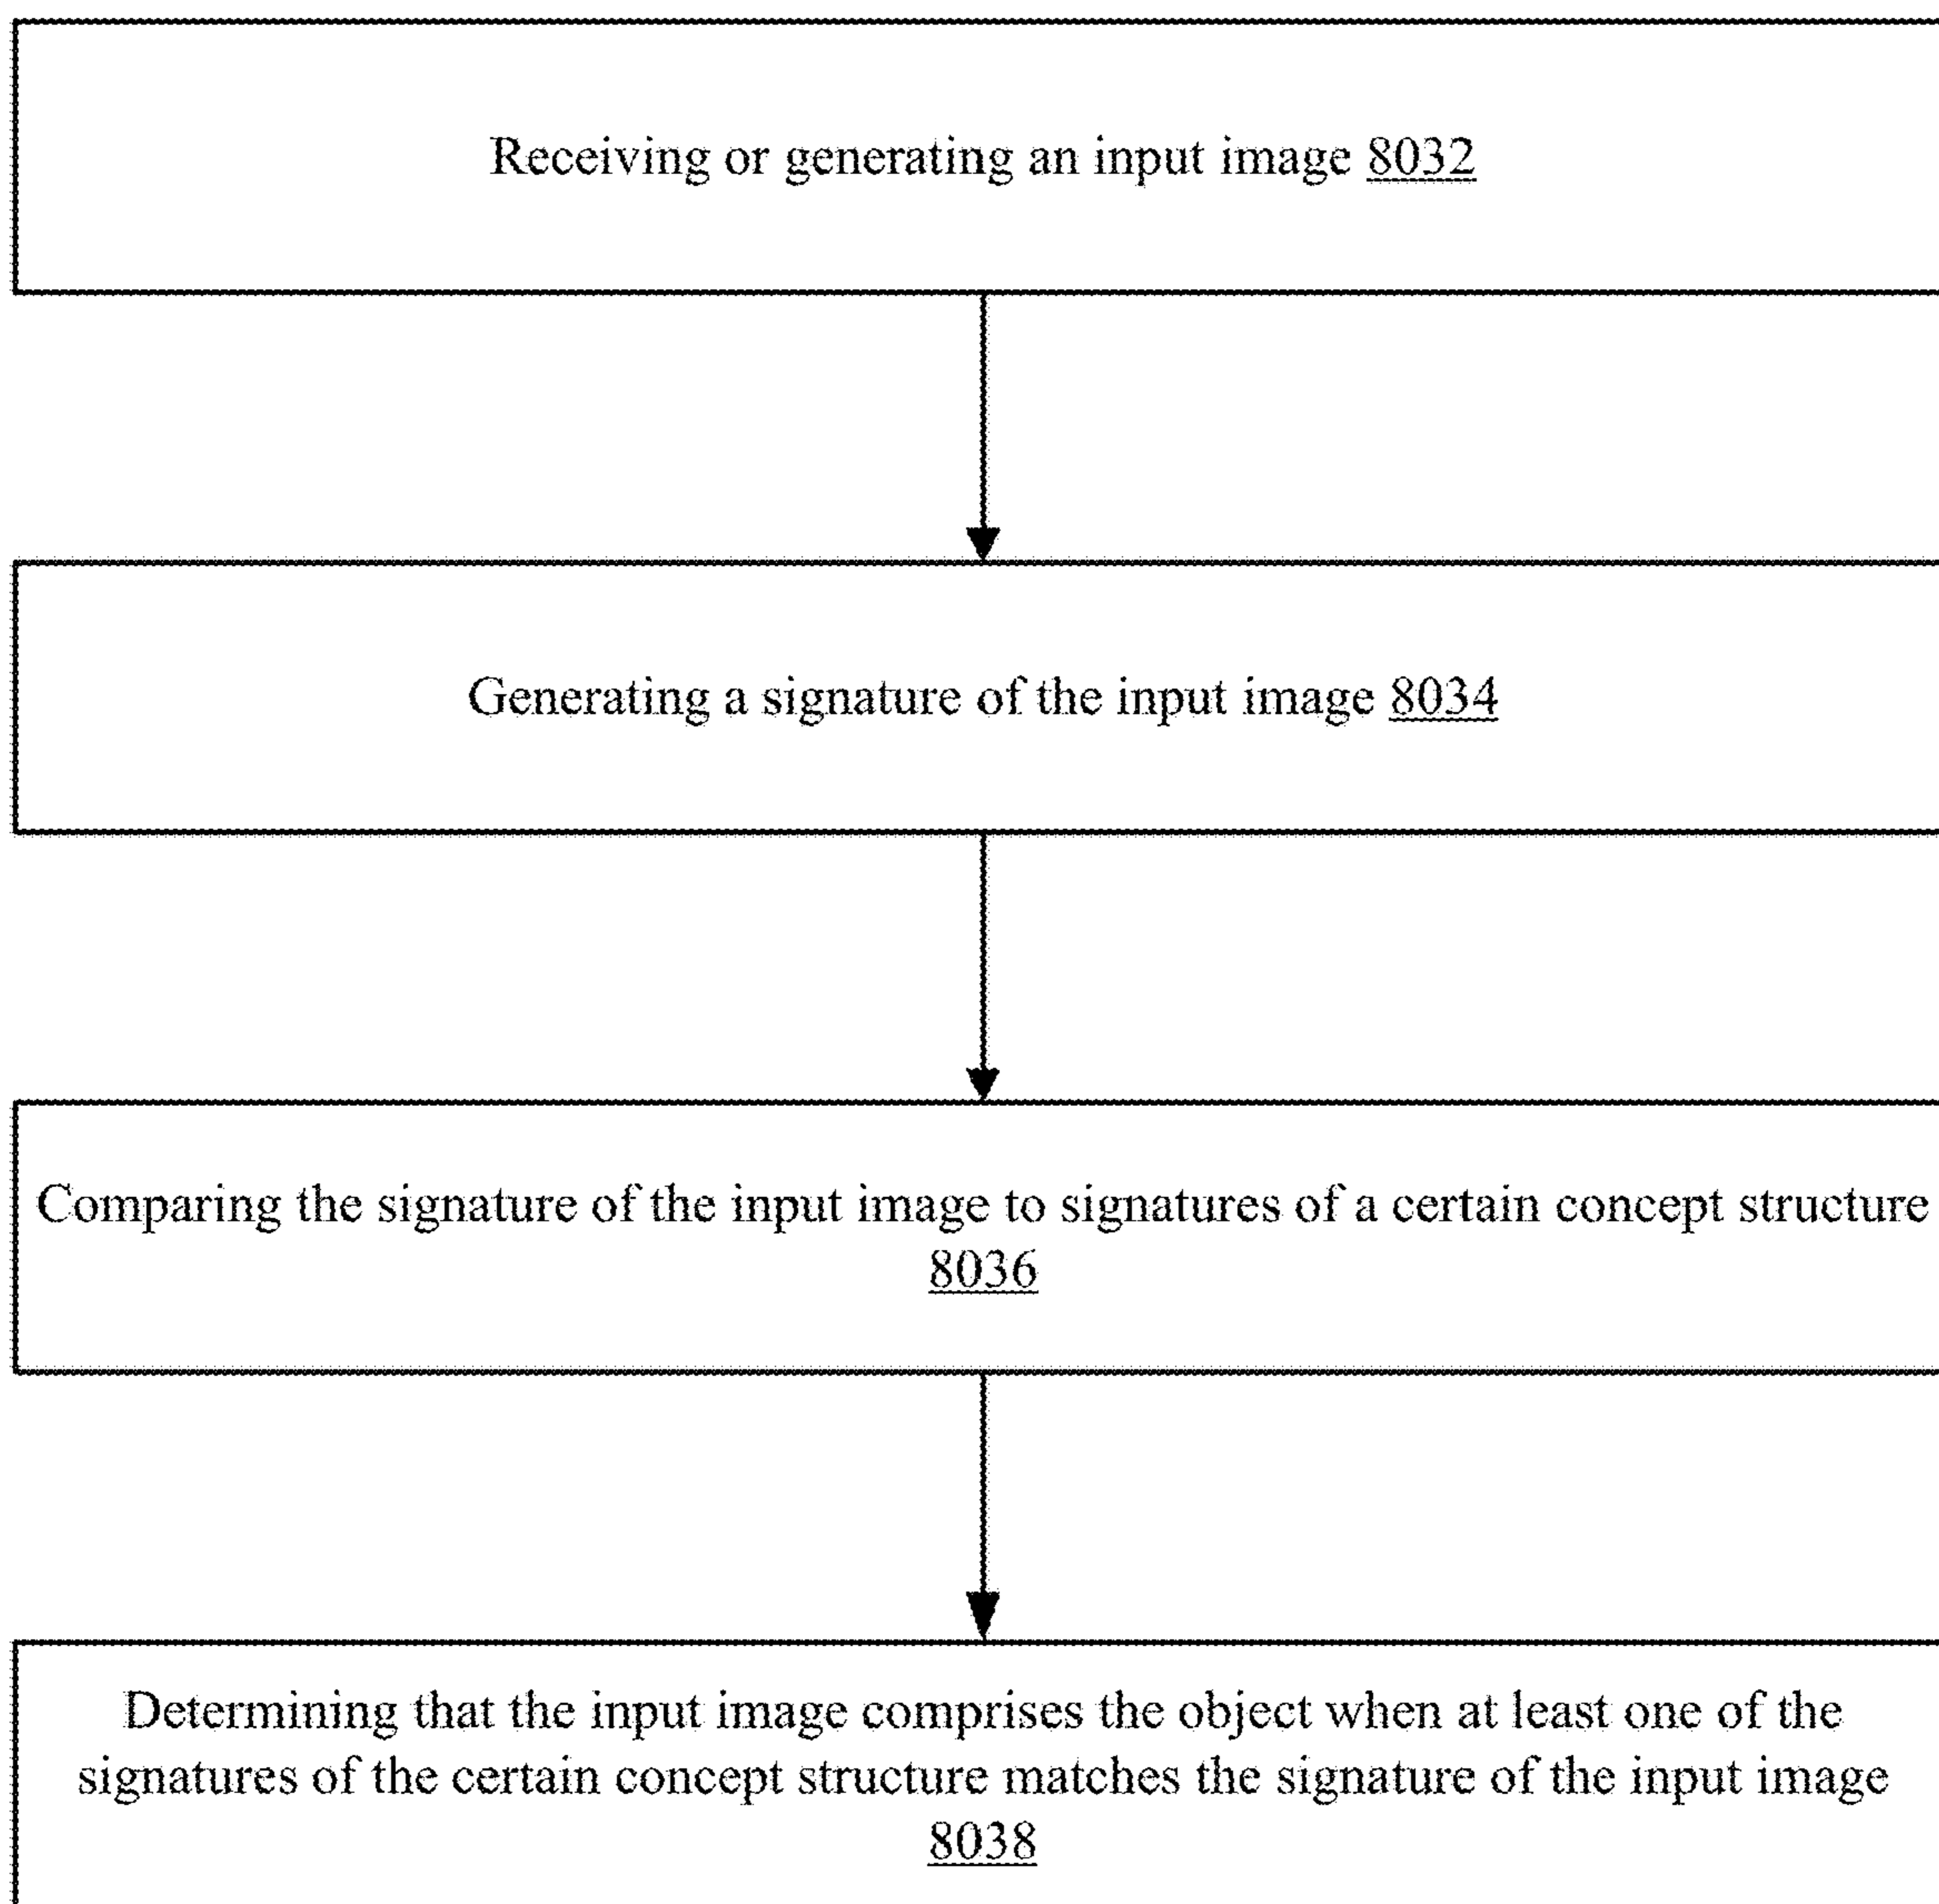 Receiving or generating an input image 8032
Generating a signature of the input image 8034
Comparing the signature of the input image to signatures of a certain concept structure
8036
Determining that the input image comprises the object when at least one of the
signatures of the certain concept structure matches the signature of the input image
8038